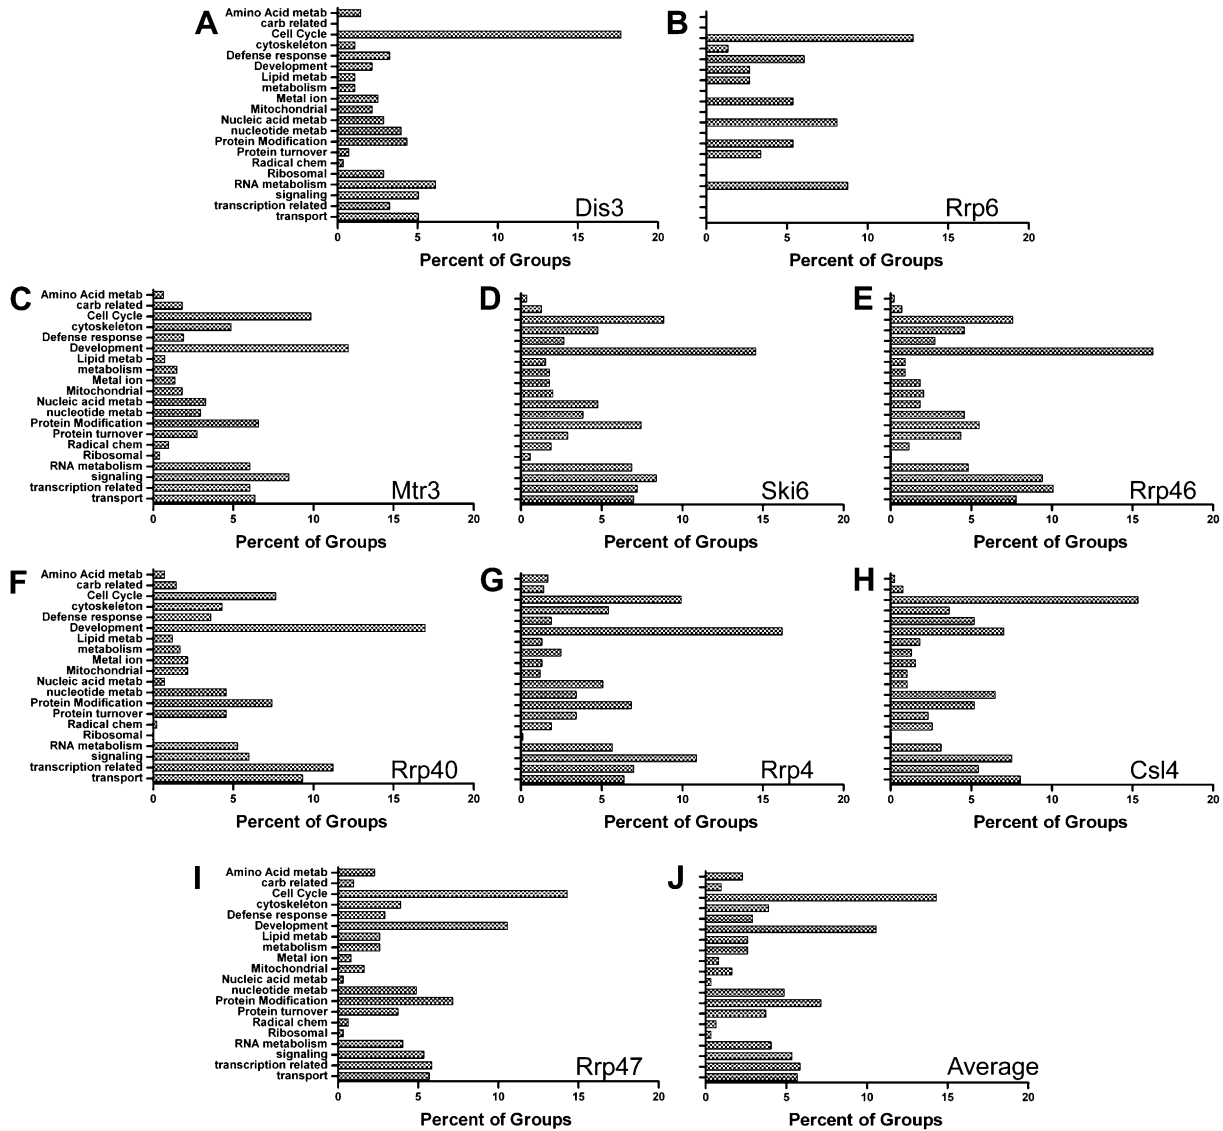 A
Amino Acid metab
carb related
Cell Cycle
cytoskeleton
Defense response
Development
Lipid metab
metabolism
Metal ion
Mitochondrial
Nucleic acid metab
nucleotide metab
Protein Modification
Protein turnover
Radical chem
Ribosomal
RNA metabolism
signaling
transcription related
transport
Dis3
0 5 10 15 20
Percent of Groups
B
Rrp6
0 5 10 15 20
Percent of Groups
C
Amino Acid metab
carb related
Cell Cycle
cytoskeleton
Defense response
Development
Lipid metab
metabolism
Metal ion
Mitochondrial
Nucleic acid metab
nucleotide metab
Protein Modification
Protein turnover
Radical chem
Ribosomal
RNA metabolism
signaling
transcription related
transport
Mtr3
0 5 10 15 20
Percent of Groups
D
Ski6
0 5 10 15 20
Percent of Groups
E
Rrp46
0 5 10 15 20
Percent of Groups
F
Amino Acid metab
carb related
Cell Cycle
cytoskeleton
Defense response
Development
Lipid metab
metabolism
Metal ion
Mitochondrial
Nucleic acid metab
nucleotide metab
Protein Modification
Protein turnover
Radical chem
Ribosomal
RNA metabolism
signaling
transcription related
transport
Rrp40
0 5 10 15 20
Percent of Groups
G
Rrp4
0 5 10 15 20
Percent of Groups
H
Csl4
0 5 10 15 20
Percent of Groups
I
Amino Acid metab
carb related
Cell Cycle
cytoskeleton
Defense response
Development
Lipid metab
metabolism
Metal ion
Mitochondrial
Nucleic acid metab
nucleotide metab
Protein Modification
Protein turnover
Radical chem
Ribosomal
RNA metabolism
signaling
transcription related
transport
Rrp47
0 5 10 15 20
Percent of Groups
J
Average
0 5 10 15 20
Percent of Groups